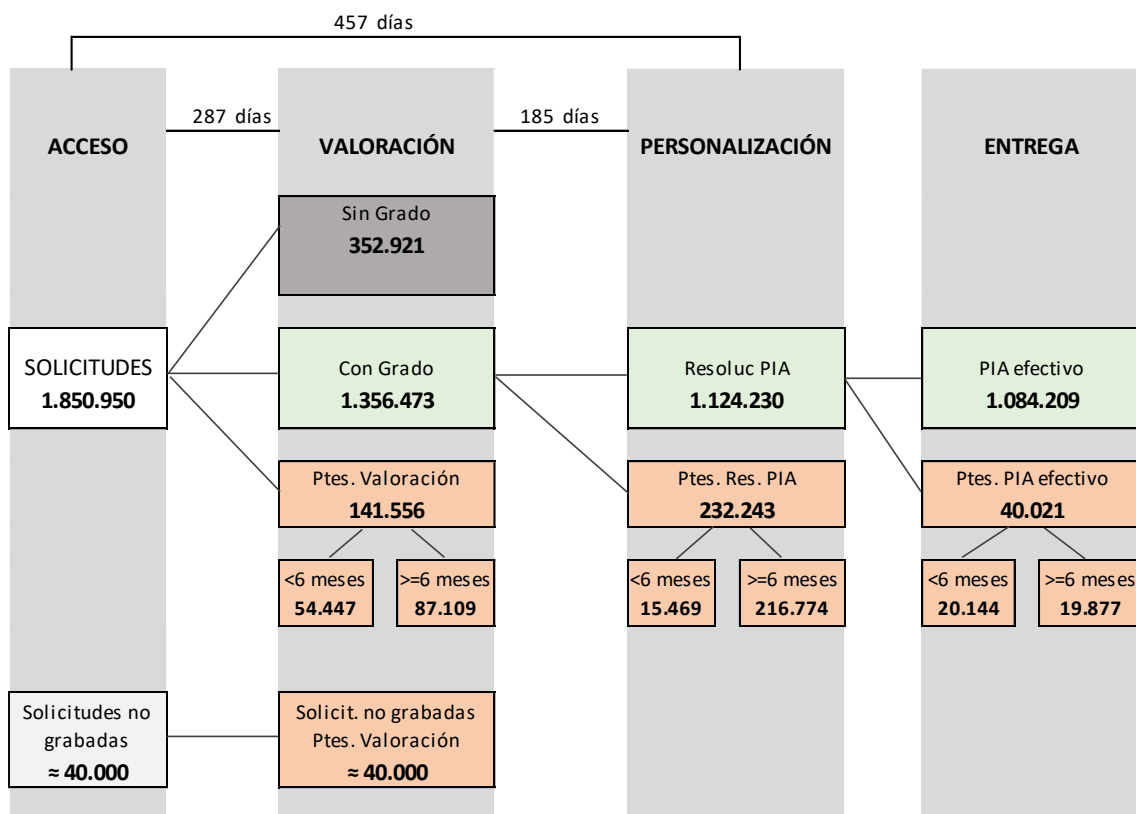 457 días
287 días
185 días
ACCESO
VALORACIÓN
PERSONALIZACIÓN
ENTREGA
Sin Grado
352.921
SOLICITUDES
1.850.950
Con Grado
1.356.473
Resoluc PIA
1.124.230
PIA efectivo
1.084.209
Ptes. Valoración
141.556
Ptes. Res. PIA
232.243
Ptes. PIA efectivo
40.021
<6 meses
54.447
>=6 meses
87.109
<6 meses
15.469
>=6 meses
216.774
<6 meses
20.144
>=6 meses
19.877
Solicitudes no
grabadas
≈ 40.000
Solicit. no grabadas
Ptes. Valoración
≈ 40.000